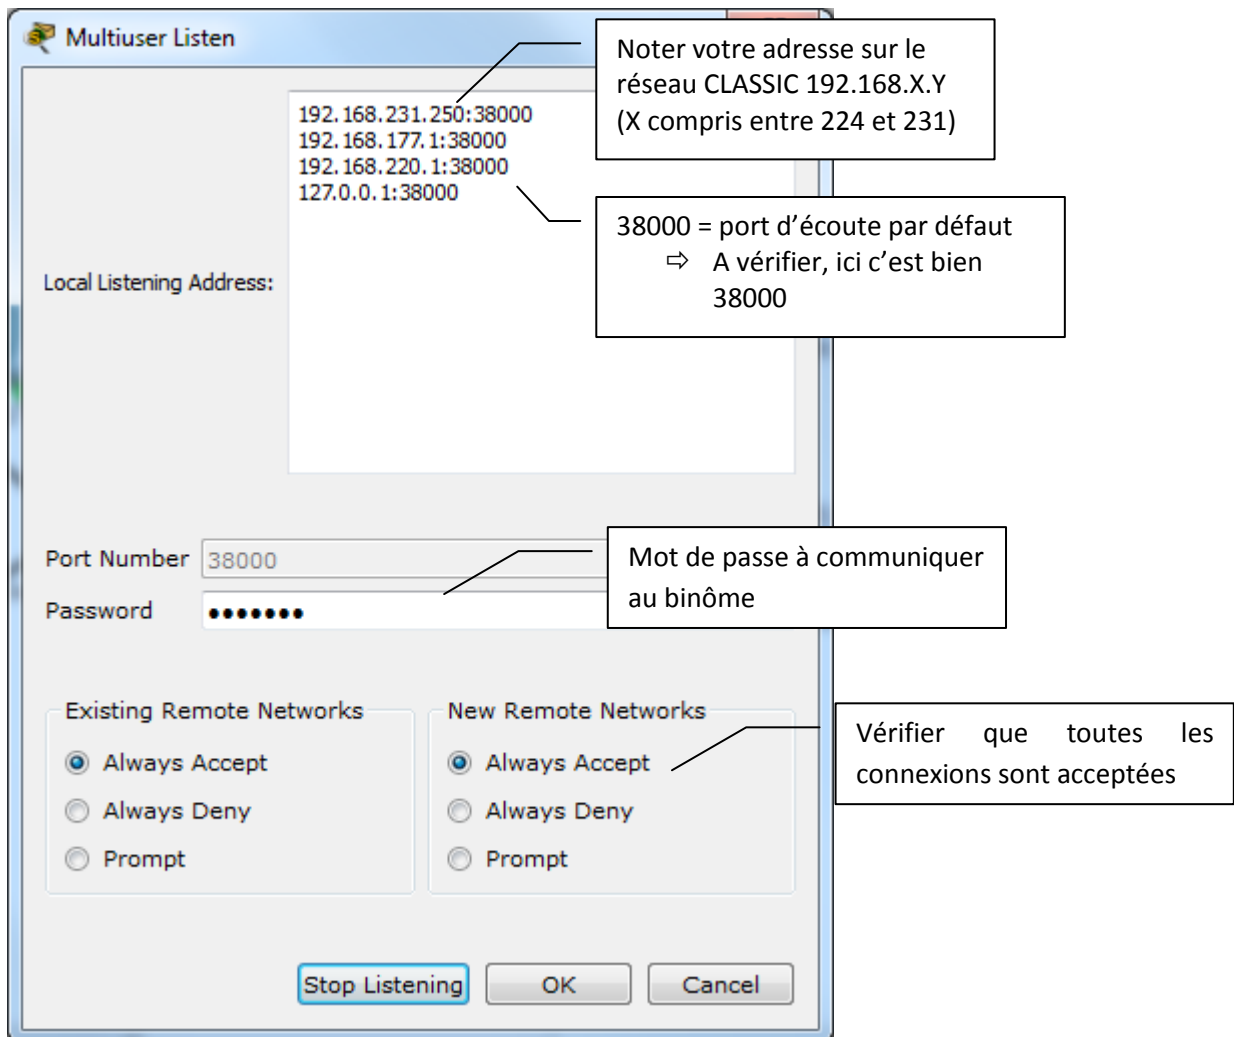 Multiuser Listen
Noter votre adresse sur le
réseau CLASSIC 192.168.X.Y
(X compris entre 224 et 231)
192.168.231.250:38000
192.168.177.1:38000
192.168.220.1:38000
127.0.0.1:38000
38000 = port d’écoute par défaut
⇨ A vérifier, ici c’est bien
38000
Local Listening Address:
Port Number 38000
Mot de passe à communiquer
au binôme
Password •••••••
Existing Remote Networks
Always Accept
Always Deny
Prompt
New Remote Networks
Always Accept
Always Deny
Prompt
Vérifier que toutes les
connexions sont acceptées
Stop Listening OK Cancel